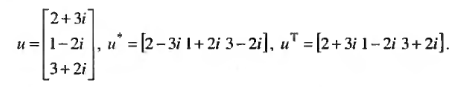 u = [2+3i 1−2i 3+2i], u* = [2−3i 1+2i 3−2i], uᵀ = [2+3i 1−2i 3+2i].